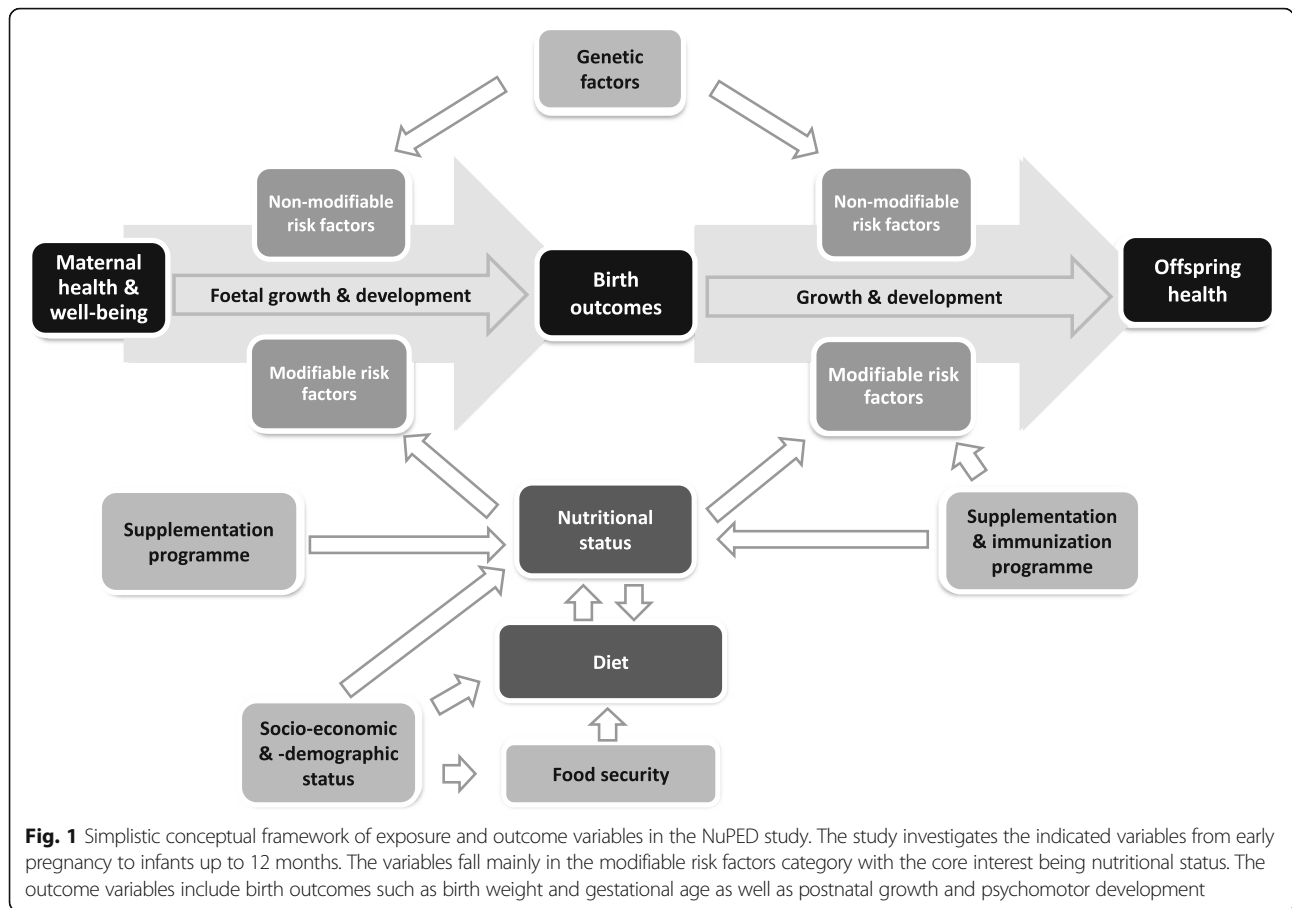 Genetic
factors
Non-modifiable
risk factors
Non-modifiable
risk factors
Maternal
health &
well-being
Foetal growth & development
Birth
outcomes
Growth & development
Offspring
health
Modifiable risk
factors
Modifiable risk
factors
Supplementation
programme
Nutritional
status
Supplementation
& immunization
programme
Diet
Socio-economic
& -demographic
status
Food security
Fig. 1 Simplistic conceptual framework of exposure and outcome variables in the NuPED study. The study investigates the indicated variables from early
pregnancy to infants up to 12 months. The variables fall mainly in the modifiable risk factors category with the core interest being nutritional status. The
outcome variables include birth outcomes such as birth weight and gestational age as well as postnatal growth and psychomotor development